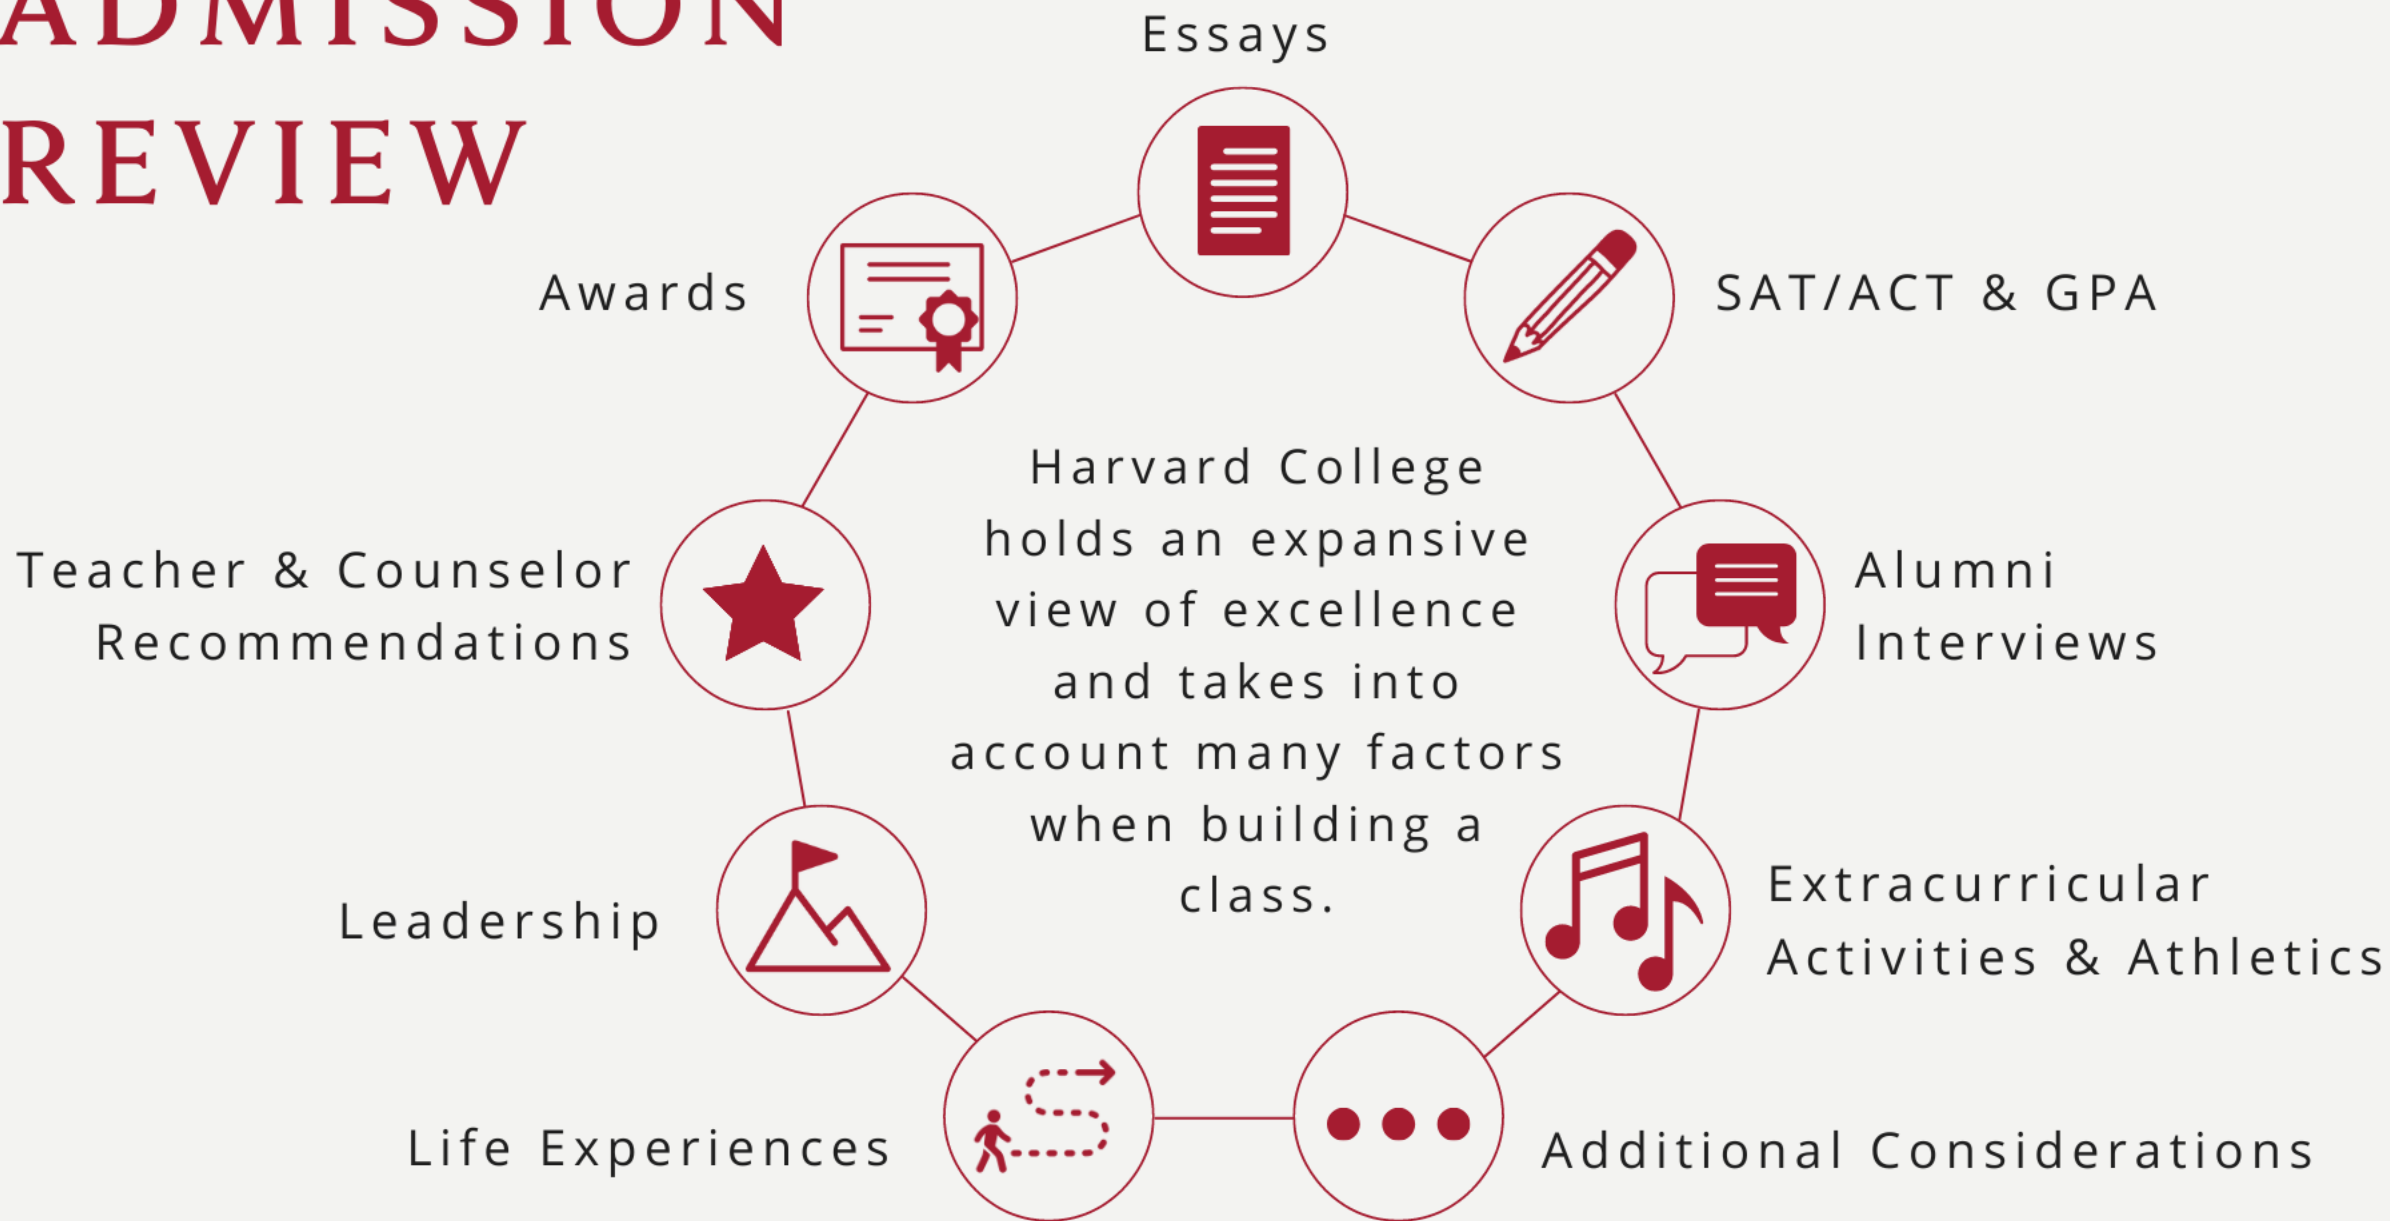 ADMISSION
REVIEW
Essays
Awards
SAT/ACT & GPA
Harvard College
holds an expansive
view of excellence
and takes into
account many factors
when building a
class.
Teacher & Counselor
Recommendations
Alumni
Interviews
Leadership
Extracurricular
Activities & Athletics
Life Experiences
Additional Considerations